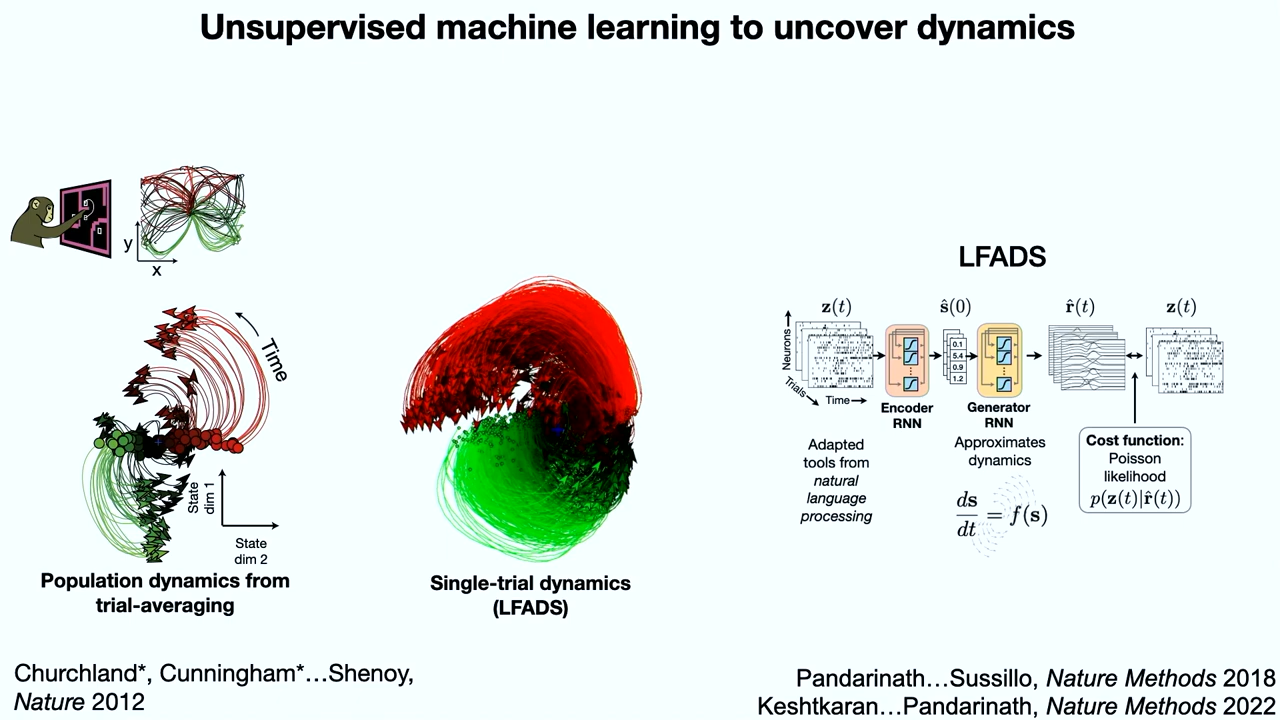 Unsupervised machine learning to uncover dynamics
y
x
Time
State
dim 1
State
dim 2
Population dynamics from
trial-averaging
Single-trial dynamics
(LFADS)
LFADS
z(t)
ŝ(0)
r̂(t)
z(t)
Neurons
Trials
Time
0.1
5.4
0.9
1.2
Encoder
RNN
Generator
RNN
Adapted
tools from
natural
language
processing
Approximates
dynamics
ds/dt = f(s)
Cost function:
Poisson
likelihood
p(z(t)|r̂(t))
Churchland*, Cunningham*…Shenoy,
Nature 2012
Pandarinath…Sussillo, Nature Methods 2018
Keshtkaran…Pandarinath, Nature Methods 2022